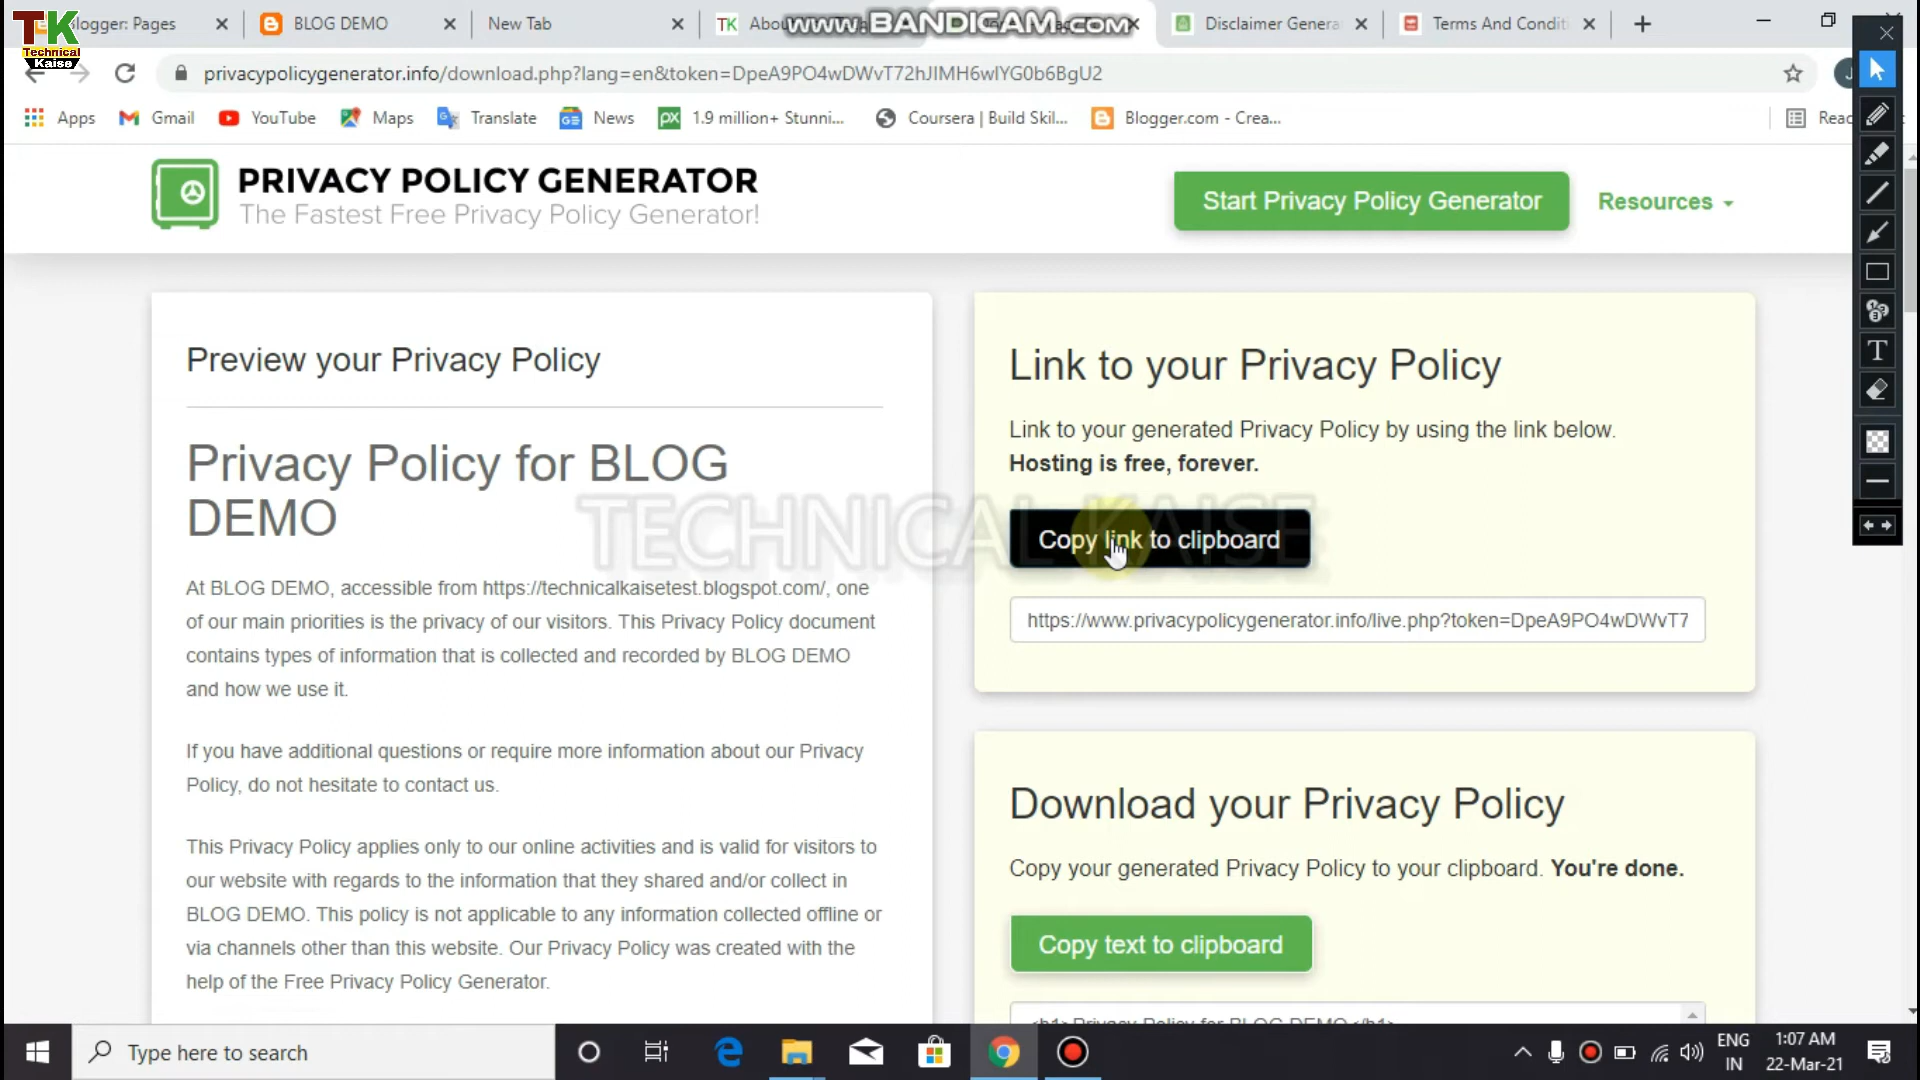 TK
Technical
Kaise
logger: Pages
BLOG DEMO
New Tab
TK Abou
www.BANDICAM.com
Disclaimer Genera
Terms And Conditi
privacypolicygenerator.info/download.php?lang=en&token=DpeA9PO4wDWvT72hJIMH6wlYG0b6BgU2
Apps
Gmail
YouTube
Maps
Translate
News
1.9 million+ Stunni...
Coursera | Build Skil...
Blogger.com - Crea...
PRIVACY POLICY GENERATOR
The Fastest Free Privacy Policy Generator!
Start Privacy Policy Generator
Resources
Preview your Privacy Policy
Privacy Policy for BLOG
DEMO
At BLOG DEMO, accessible from https://technicalkaisetest.blogspot.com/, one
of our main priorities is the privacy of our visitors. This Privacy Policy document
contains types of information that is collected and recorded by BLOG DEMO
and how we use it.
If you have additional questions or require more information about our Privacy
Policy, do not hesitate to contact us.
This Privacy Policy applies only to our online activities and is valid for visitors to
our website with regards to the information that they shared and/or collect in
BLOG DEMO. This policy is not applicable to any information collected offline or
via channels other than this website. Our Privacy Policy was created with the
help of the Free Privacy Policy Generator.
Link to your Privacy Policy
Link to your generated Privacy Policy by using the link below.
Hosting is free, forever.
TECHNICAL KAISE
Copy link to clipboard
https://www.privacypolicygenerator.info/live.php?token=DpeA9PO4wDWvT7
Download your Privacy Policy
Copy your generated Privacy Policy to your clipboard. You're done.
Copy text to clipboard
<h1>Privacy Policy for BLOG DEMO</h1>
Type here to search
ENG
IN
1:07 AM
22-Mar-21